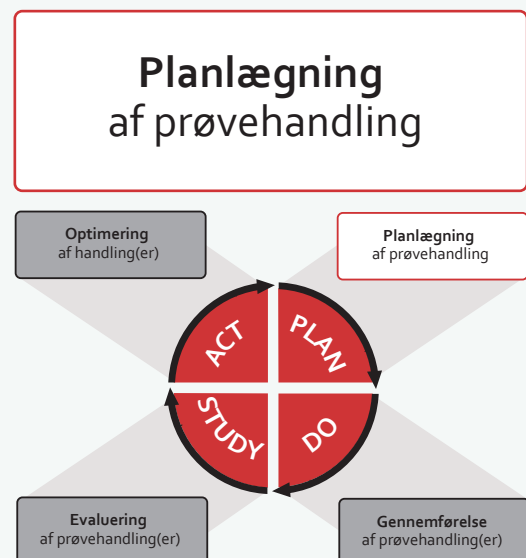 Planlægning
af prøvehandling
Optimering
af handling(er)
Planlægning
af prøvehandling
ACT
PLAN
STUDY
DO
Evaluering
af prøvehandling(er)
Gennemførelse
af prøvehandling(er)